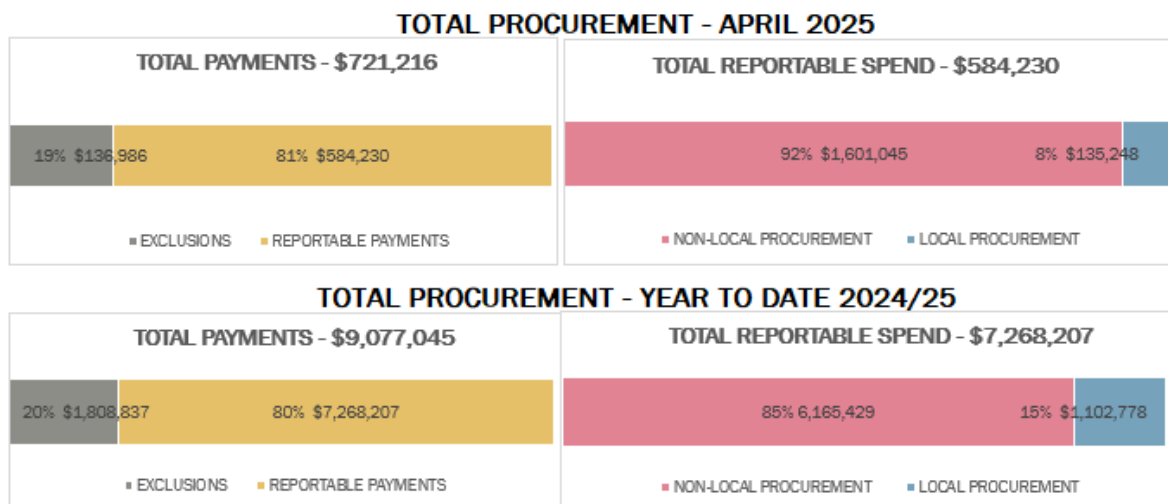 TOTAL PROCUREMENT - APRIL 2025
TOTAL PAYMENTS - $721,216
19% $136,986 81% $584,230
EXCLUSIONS REPORTABLE PAYMENTS
TOTAL REPORTABLE SPEND - $584,230
92% $1,601,045 8% $135,248
NON-LOCAL PROCUREMENT LOCAL PROCUREMENT
TOTAL PROCUREMENT - YEAR TO DATE 2024/25
TOTAL PAYMENTS - $9,077,045
20% $1,808,837 80% $7,268,207
EXCLUSIONS REPORTABLE PAYMENTS
TOTAL REPORTABLE SPEND - $7,268,207
85% 6,165,429 15% $1,102,778
NON-LOCAL PROCUREMENT LOCAL PROCUREMENT